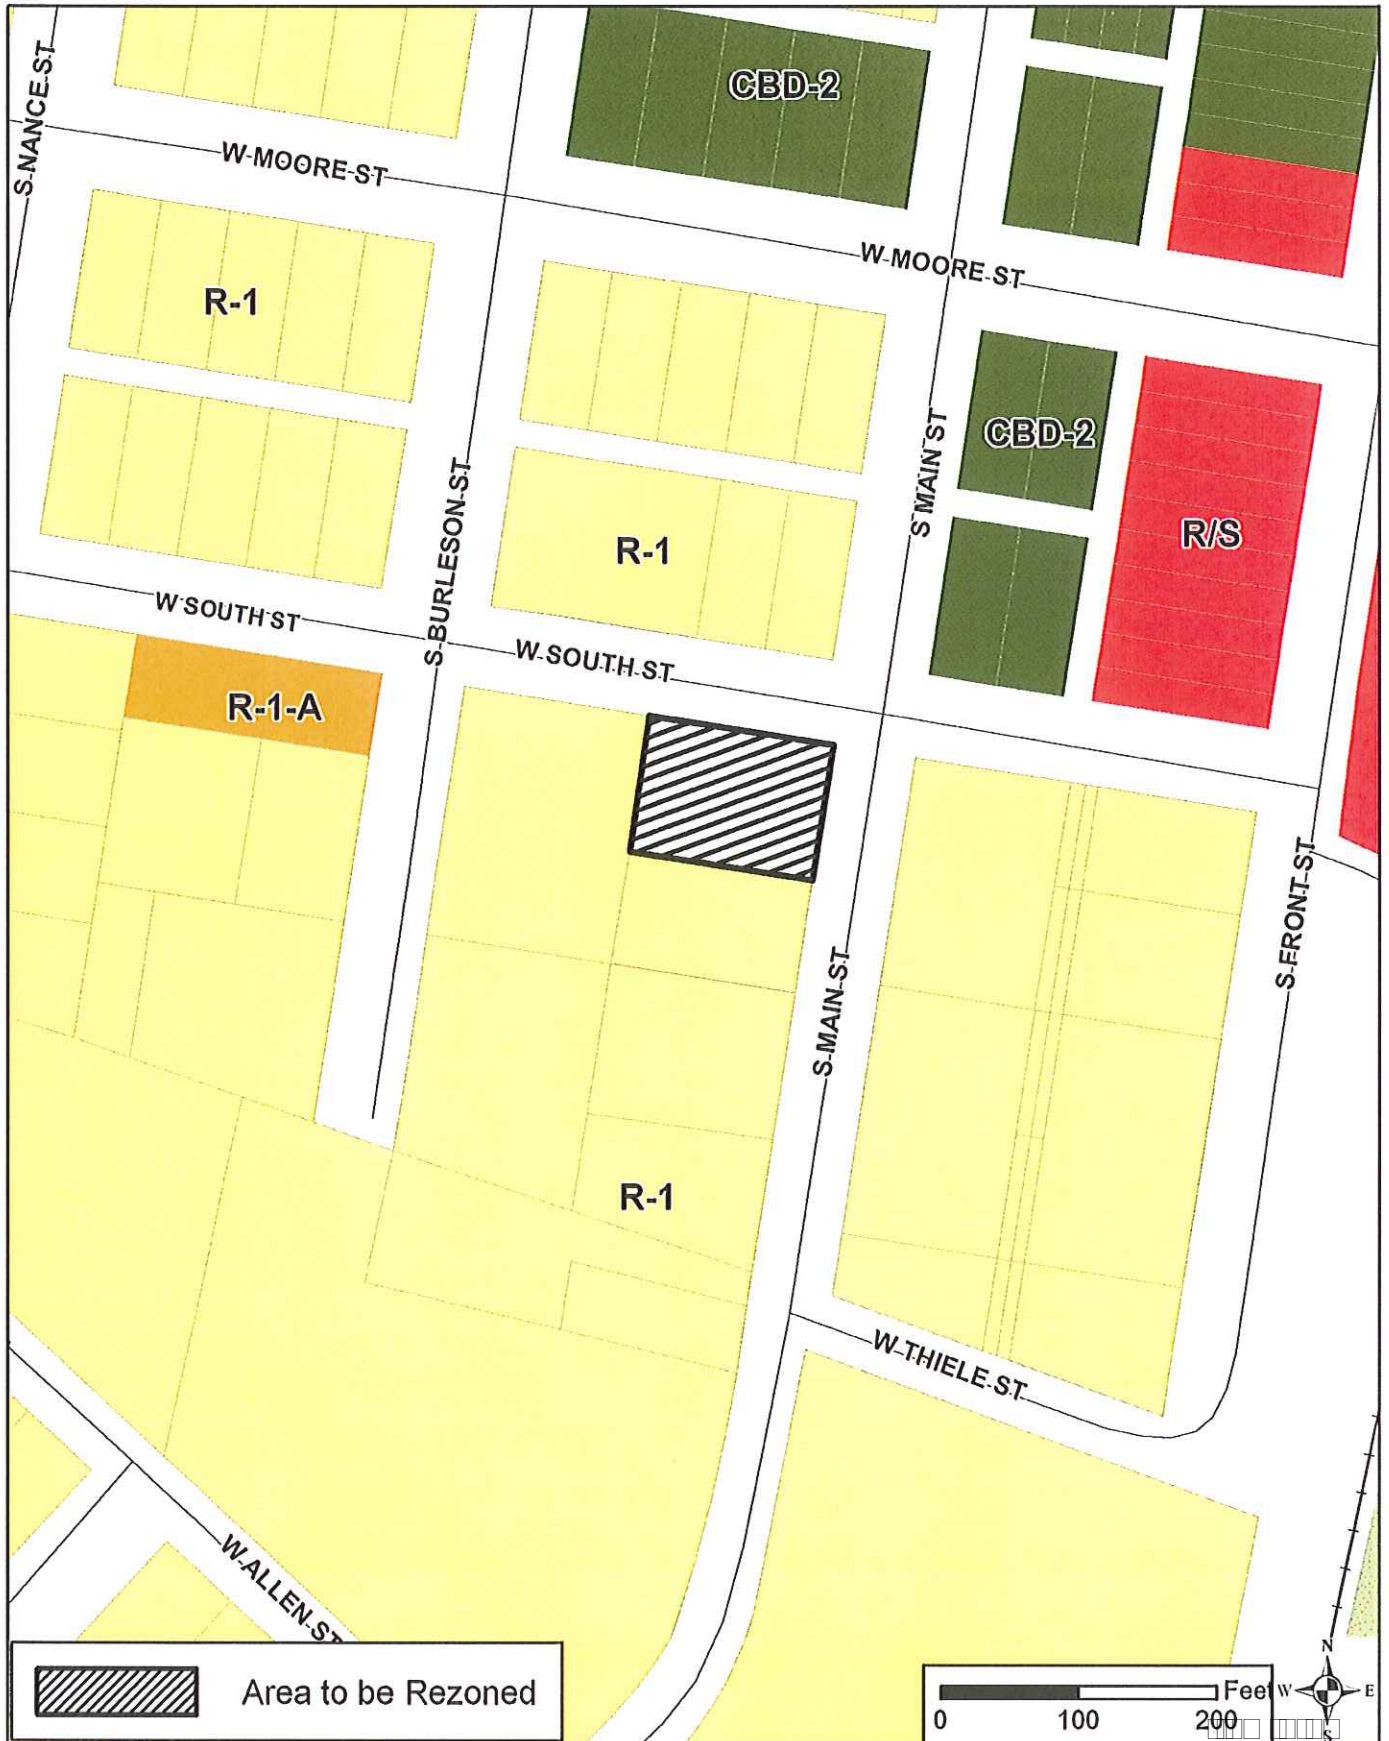 CBD-2
S NANCE ST
W MOORE ST
W MOORE ST
R-1
S MAIN ST
CBD-2
R/S
S BURLESON ST
R-1
W SOUTH ST
W SOUTH ST
R-1-A
S FRONT ST
S MAIN ST
R-1
W THIELE ST
W ALLEN ST
Area to be Rezoned
Feet
0 100 200
N
W E
S